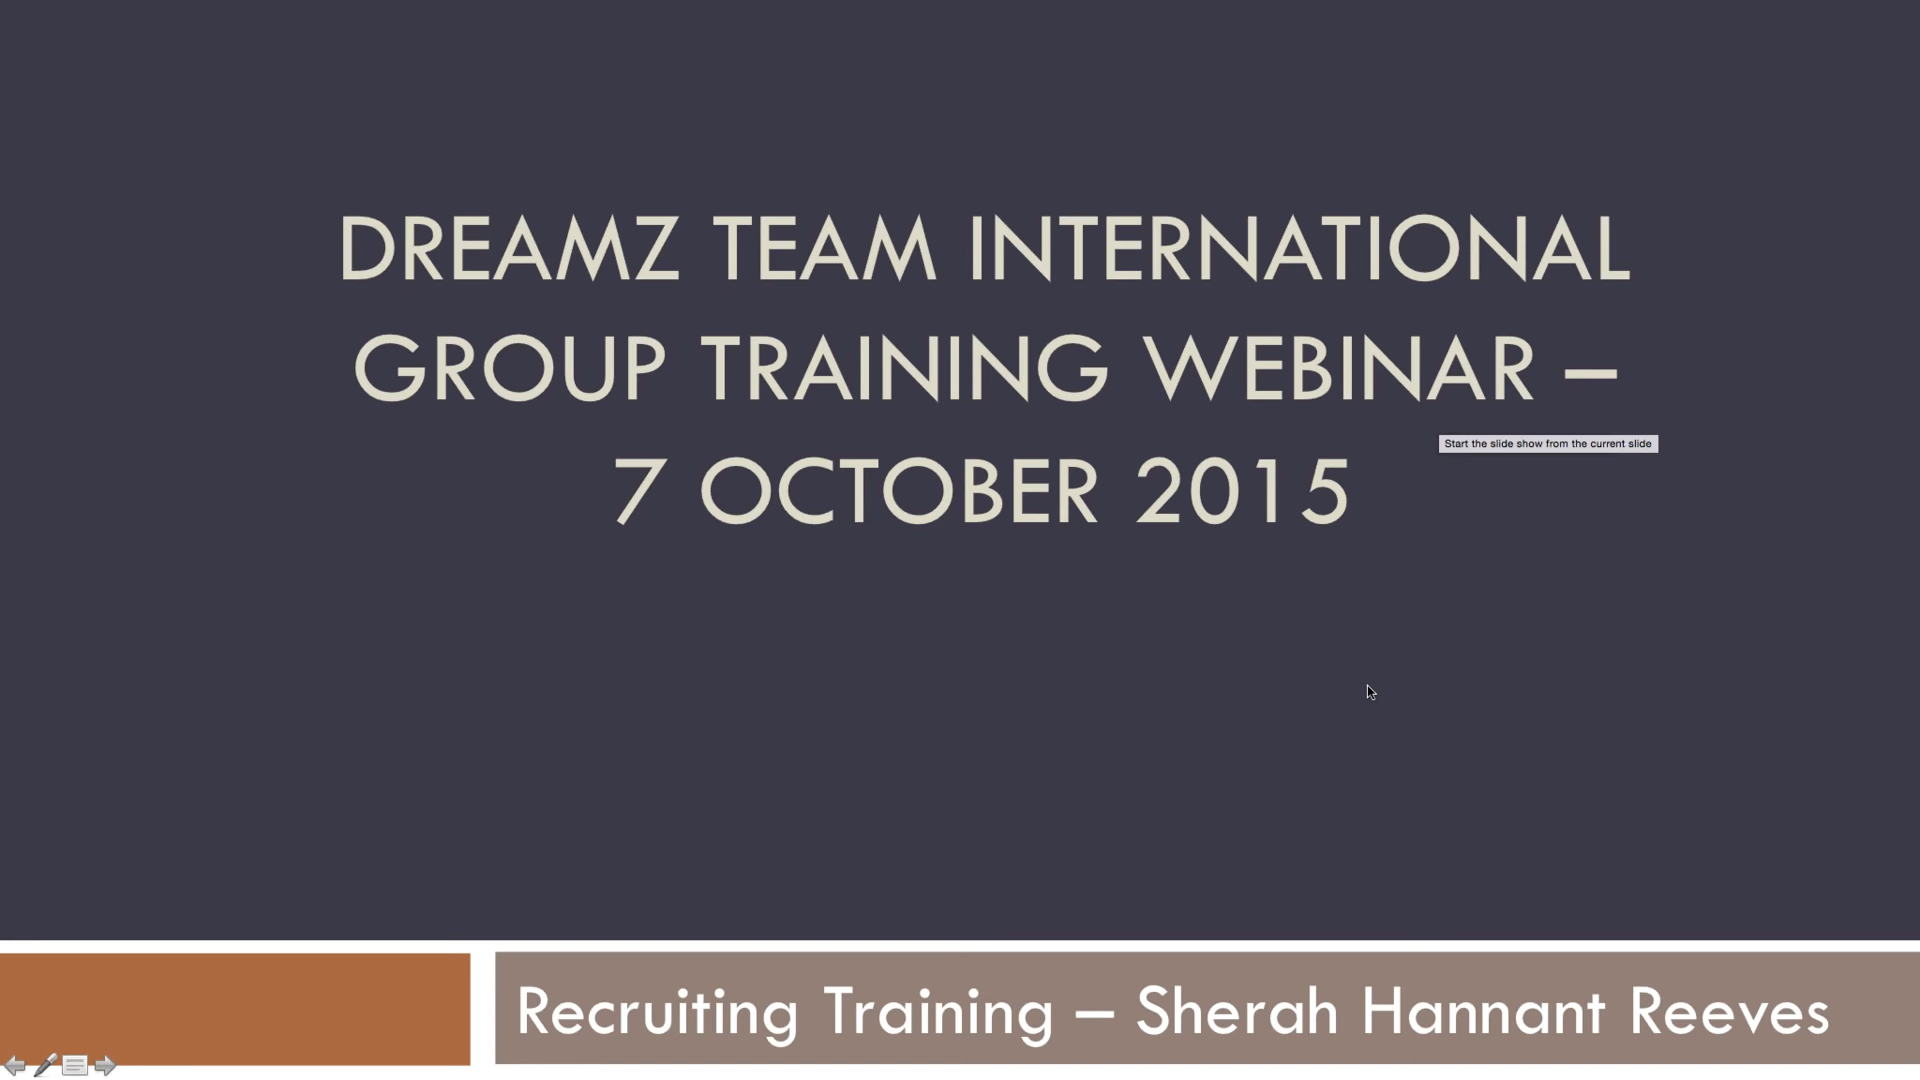 DREAMZ TEAM INTERNATIONAL
GROUP TRAINING WEBINAR –
Start the slide show from the current slide
7 OCTOBER 2015
Recruiting Training – Sherah Hannant Reeves